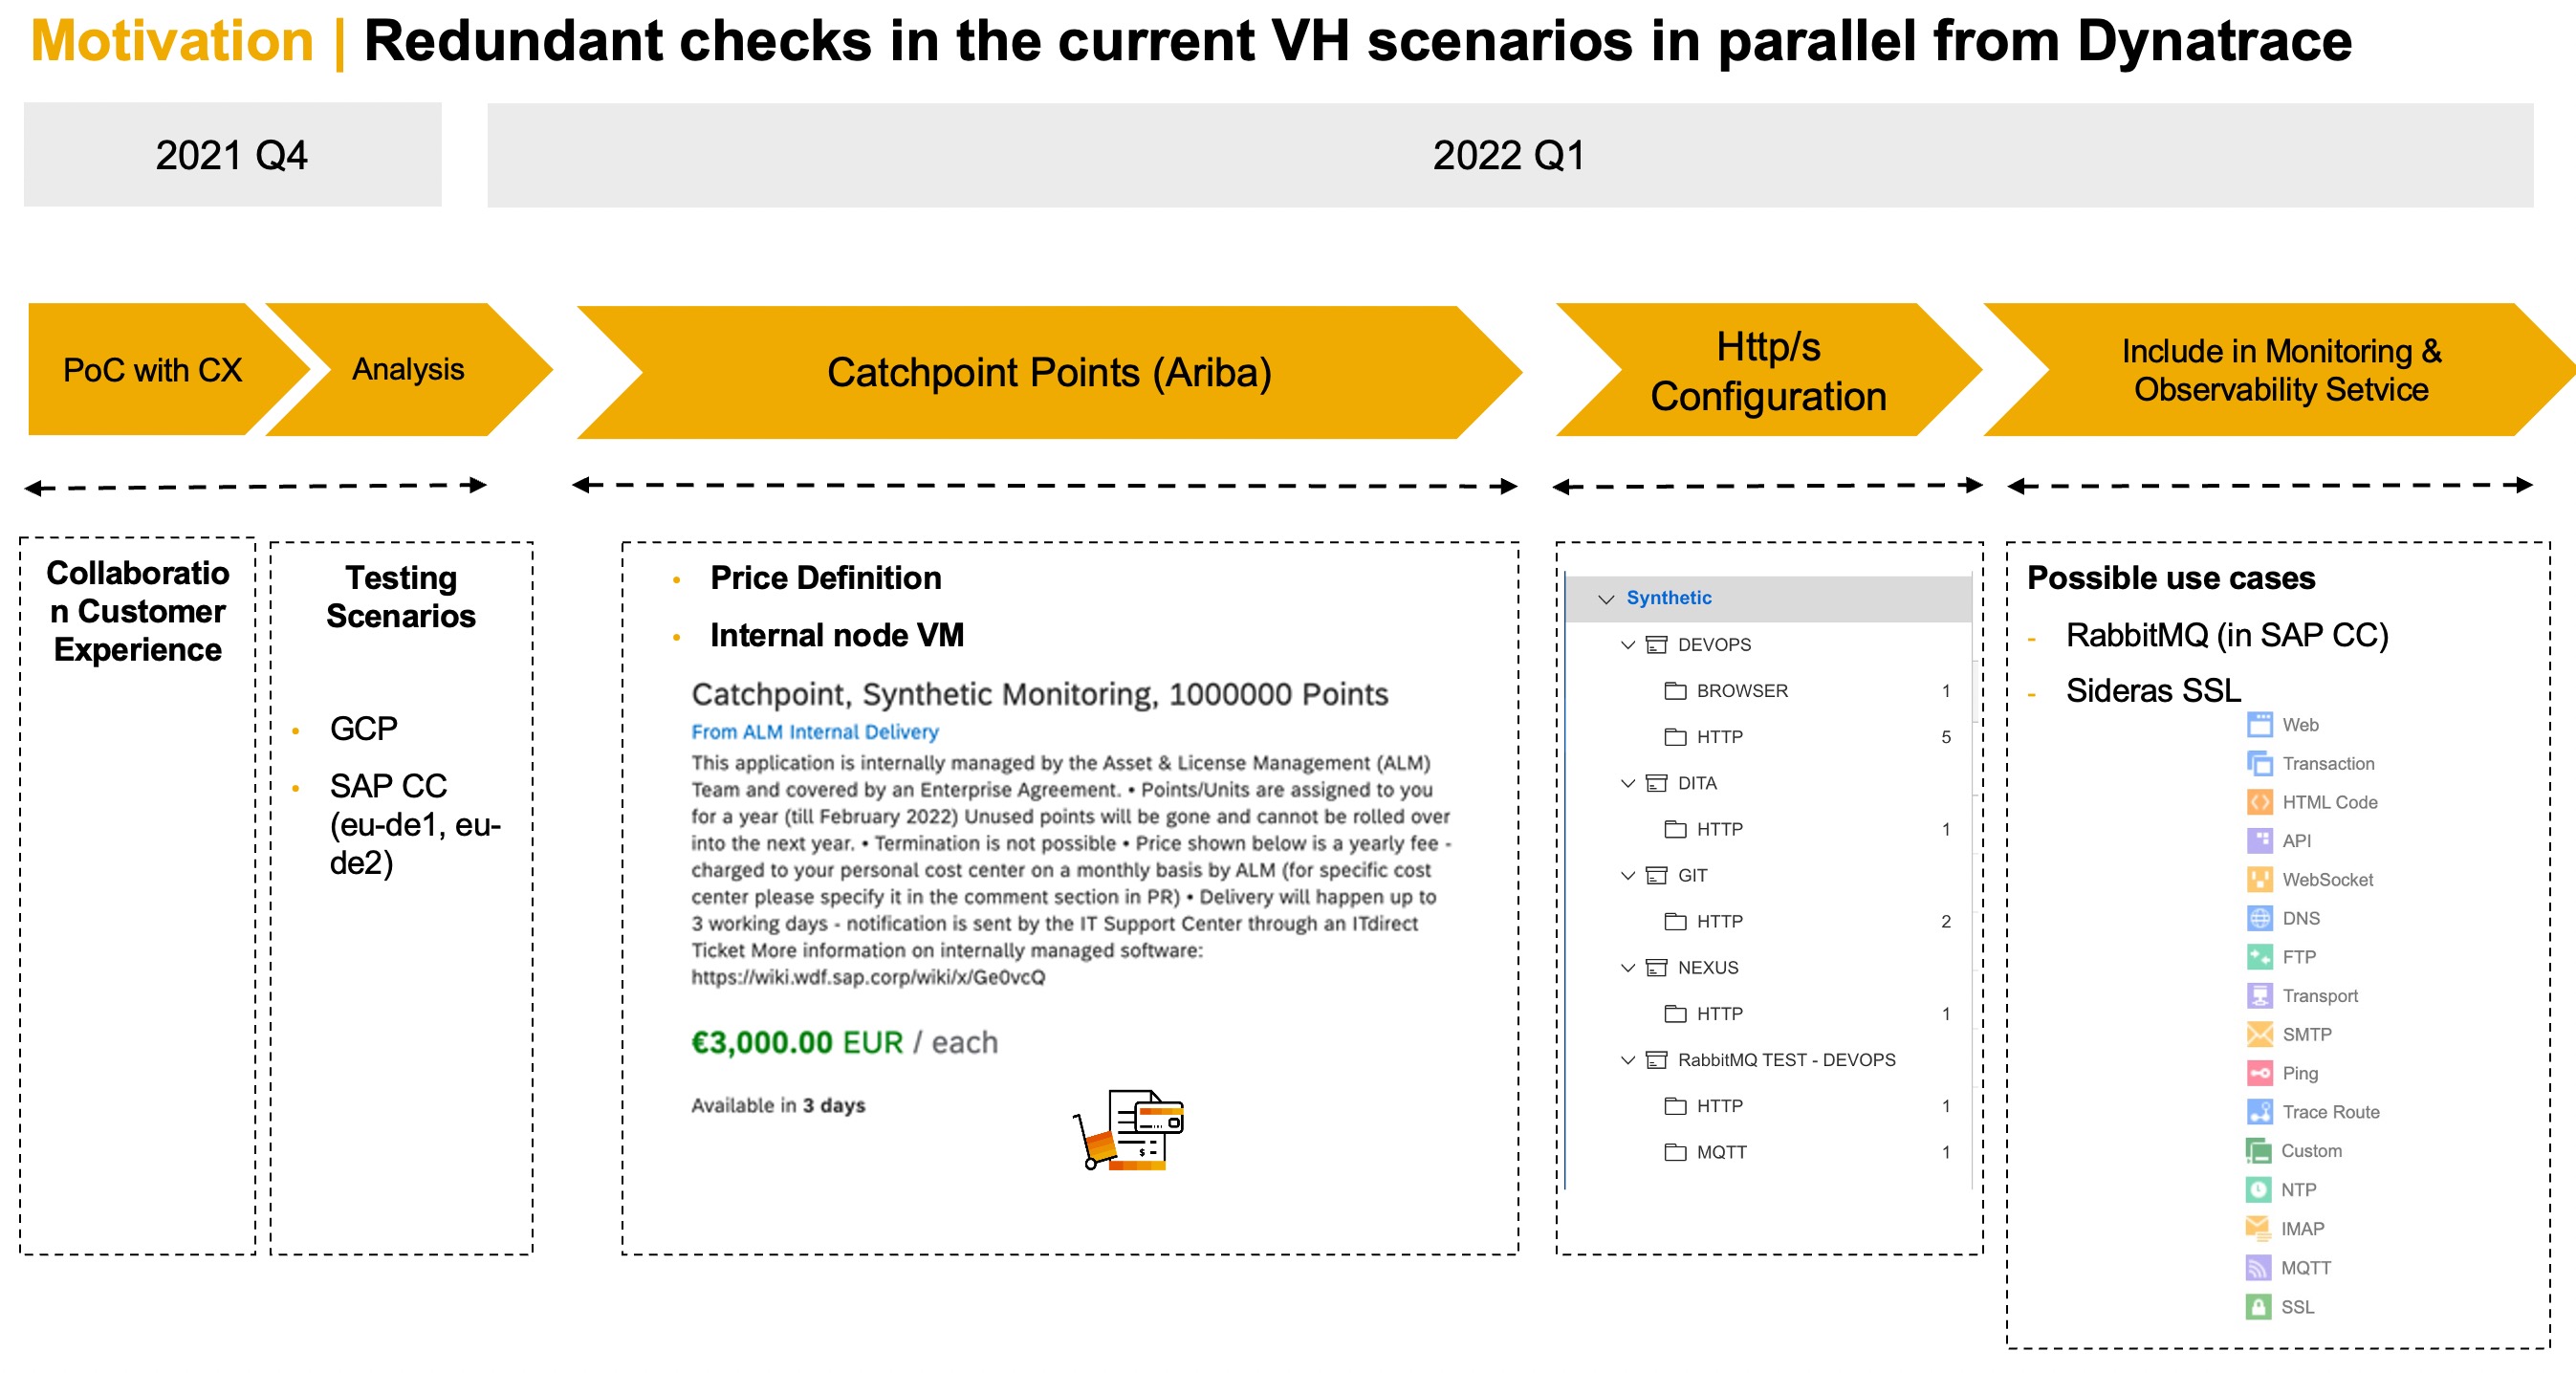 Motivation | Redundant checks in the current VH scenarios in parallel from Dynatrace
2021 Q4
2022 Q1
PoC with CX
Analysis
Catchpoint Points (Ariba)
Http/s
Configuration
Include in Monitoring &
Observability Setvice
Collaboratio
n Customer
Experience
Testing
Scenarios
• GCP
• SAP CC
(eu-de1, eu-
de2)
• Price Definition
• Internal node VM
Catchpoint, Synthetic Monitoring, 1000000 Points
From ALM Internal Delivery
This application is internally managed by the Asset & License Management (ALM)
Team and covered by an Enterprise Agreement. • Points/Units are assigned to you
for a year (till February 2022) Unused points will be gone and cannot be rolled over
into the next year. • Termination is not possible • Price shown below is a yearly fee -
charged to your personal cost center on a monthly basis by ALM (for specific cost
center please specify it in the comment section in PR) • Delivery will happen up to
3 working days - notification is sent by the IT Support Center through an ITdirect
Ticket More information on internally managed software:
https://wiki.wdf.sap.corp/wiki/x/Ge0vcQ
€3,000.00 EUR / each
Available in 3 days
Synthetic
DEVOPS
BROWSER 1
HTTP 5
DITA
HTTP 1
GIT
HTTP 2
NEXUS
HTTP 1
RabbitMQ TEST - DEVOPS
HTTP 1
MQTT 1
Possible use cases
- RabbitMQ (in SAP CC)
- Sideras SSL
Web
Transaction
HTML Code
API
WebSocket
DNS
FTP
Transport
SMTP
Ping
Trace Route
Custom
NTP
IMAP
MQTT
SSL